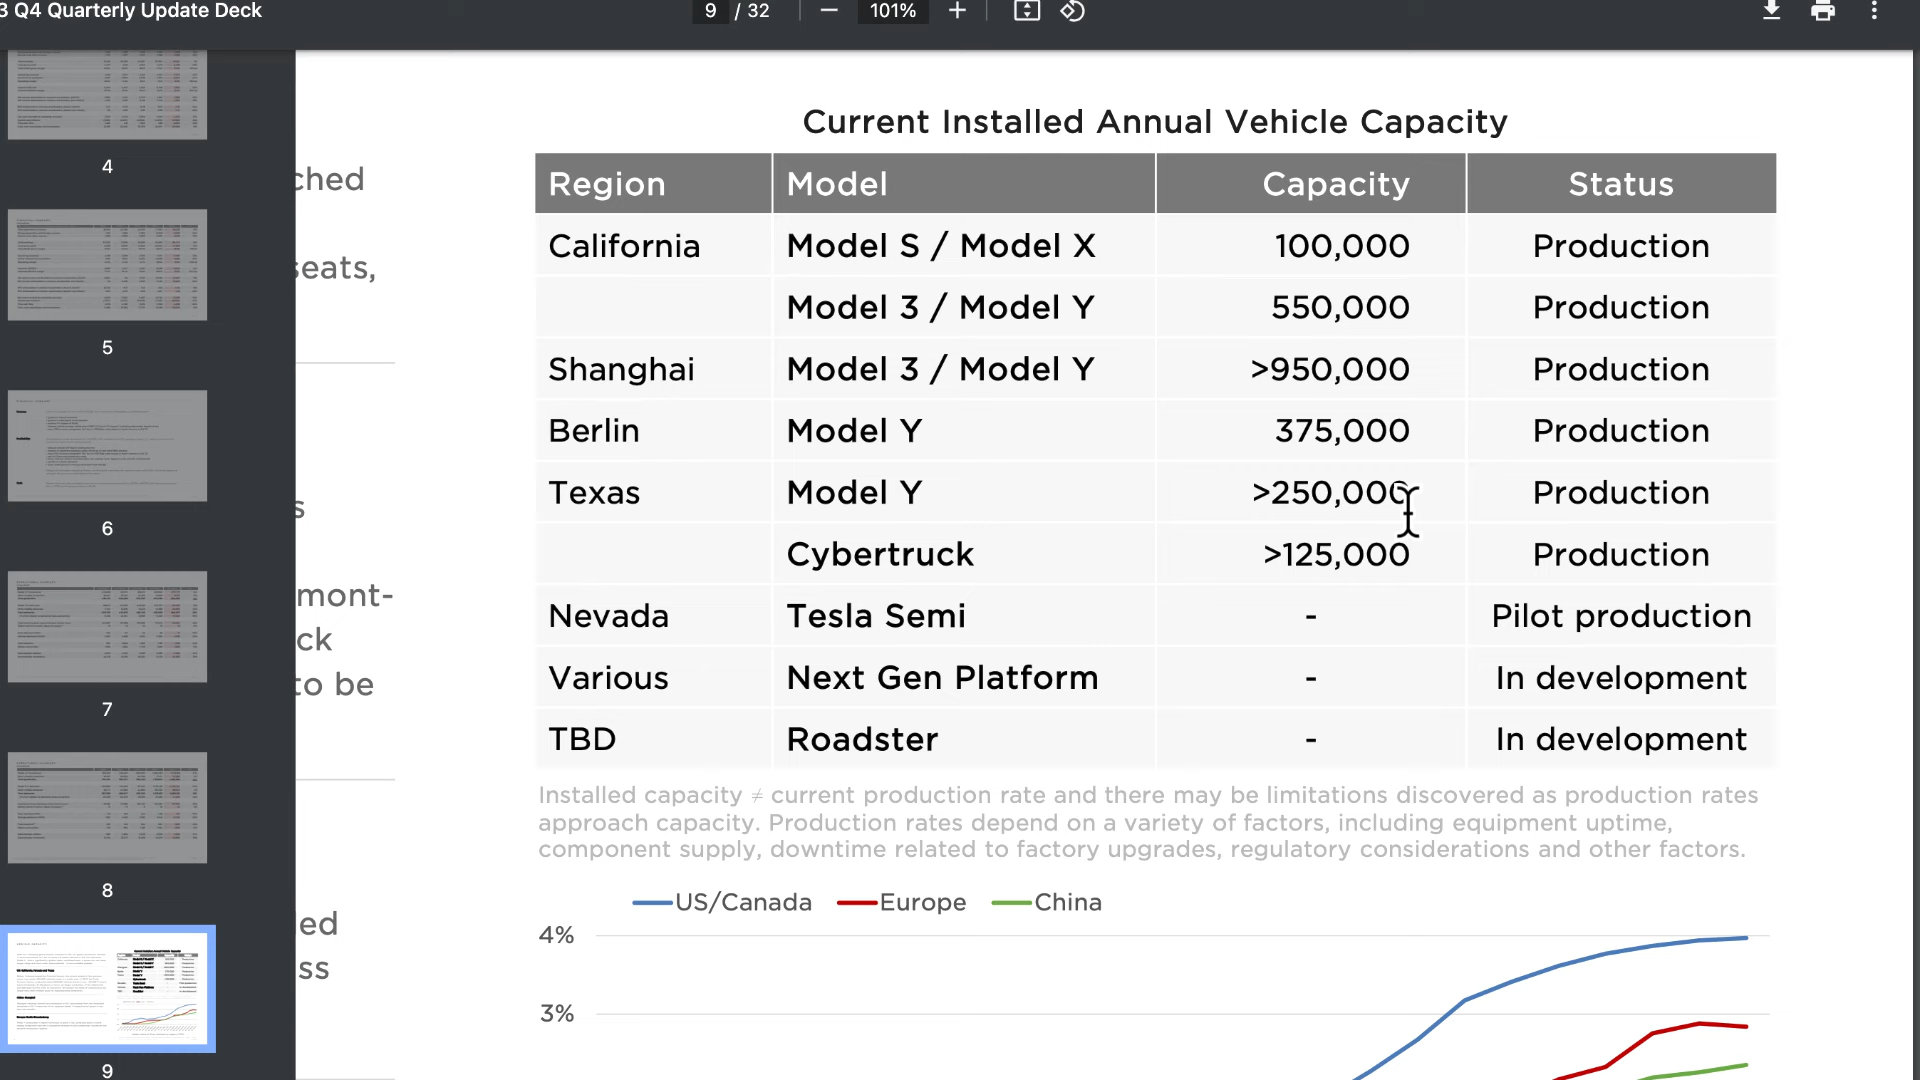 3 Q4 Quarterly Update Deck
9 / 32
101%
4
5
6
7
8
9
ched
seats,
s
mont-
ck
to be
ed
ss
Current Installed Annual Vehicle Capacity
Region Model Capacity Status
California Model S / Model X 100,000 Production
Model 3 / Model Y 550,000 Production
Shanghai Model 3 / Model Y >950,000 Production
Berlin Model Y 375,000 Production
Texas Model Y >250,000 Production
Cybertruck >125,000 Production
Nevada Tesla Semi - Pilot production
Various Next Gen Platform - In development
TBD Roadster - In development
Installed capacity ≠ current production rate and there may be limitations discovered as production rates
approach capacity. Production rates depend on a variety of factors, including equipment uptime,
component supply, downtime related to factory upgrades, regulatory considerations and other factors.
US/Canada Europe China
4%
3%